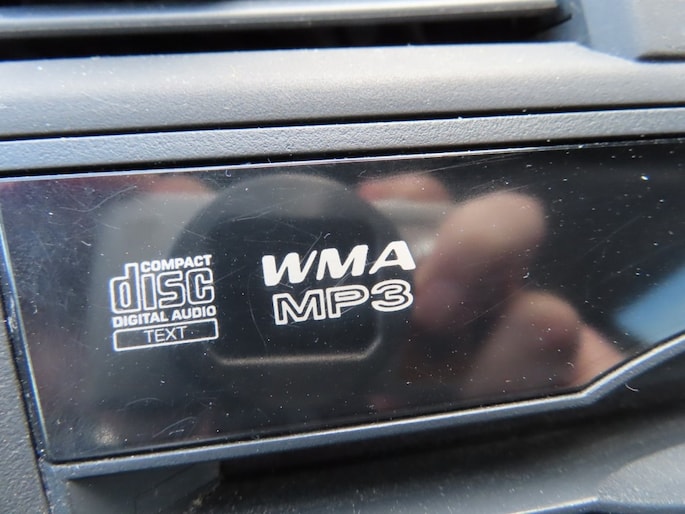 COMPACT
disc
DIGITAL AUDIO
TEXT
WMA
MP3